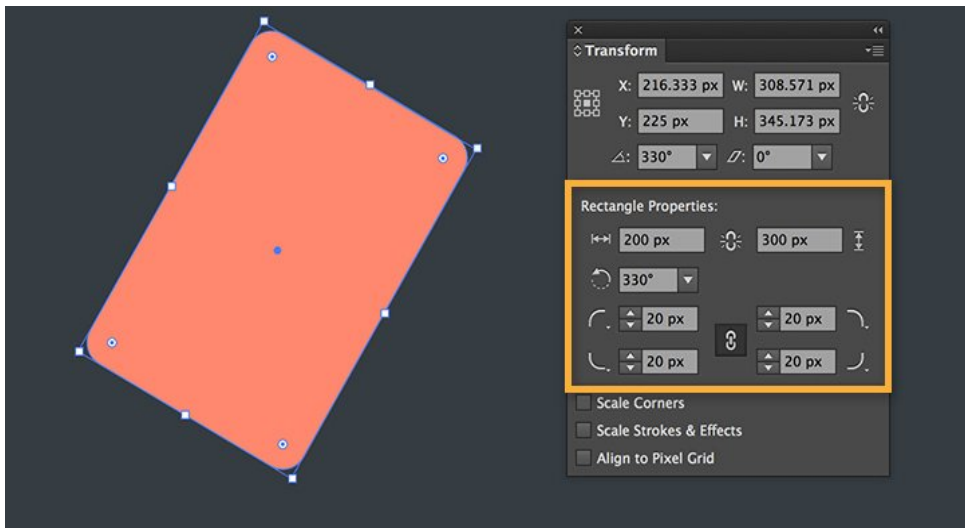 Transform
X: 216.333 px W: 308.571 px
Y: 225 px H: 345.173 px
330° 0°
Rectangle Properties:
200 px 300 px
330°
20 px 20 px
20 px 20 px
Scale Corners
Scale Strokes & Effects
Align to Pixel Grid